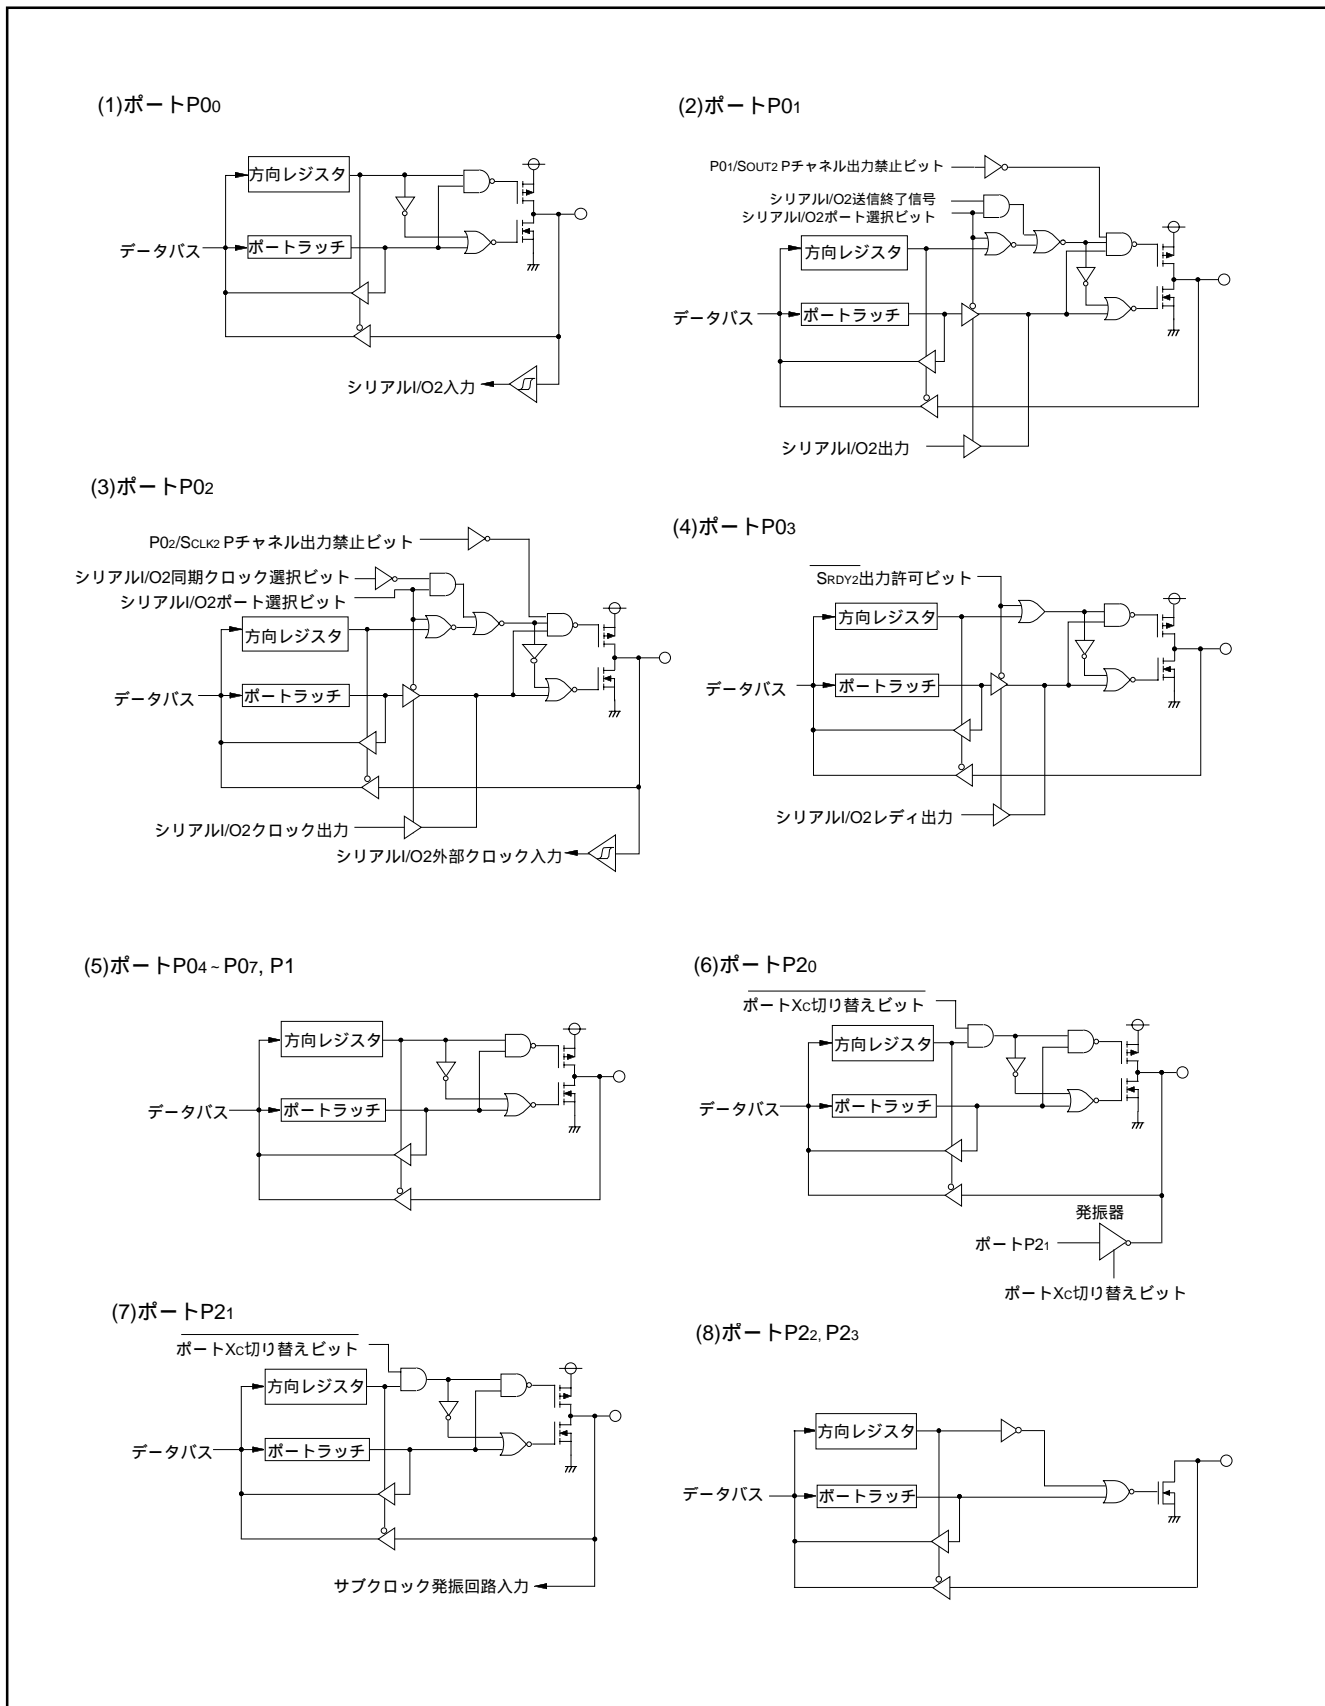 (1)ポートP00
方向レジスタ
データバス
ポートラッチ
シリアルI/O2入力
(2)ポートP01
P01/SOUT2 Pチャネル出力禁止ビット
シリアルI/O2送信終了信号
シリアルI/O2ポート選択ビット
方向レジスタ
データバス
ポートラッチ
シリアルI/O2出力
(3)ポートP02
P02/SCLK2 Pチャネル出力禁止ビット
シリアルI/O2同期クロック選択ビット
シリアルI/O2ポート選択ビット
方向レジスタ
データバス
ポートラッチ
シリアルI/O2クロック出力
シリアルI/O2外部クロック入力
(4)ポートP03
SRDY2出力許可ビット
方向レジスタ
データバス
ポートラッチ
シリアルI/O2レディ出力
(5)ポートP04~P07, P1
方向レジスタ
データバス
ポートラッチ
(6)ポートP20
ポートXC切り替えビット
方向レジスタ
データバス
ポートラッチ
発振器
ポートP21
ポートXC切り替えビット
(7)ポートP21
ポートXC切り替えビット
方向レジスタ
データバス
ポートラッチ
サブクロック発振回路入力
(8)ポートP22, P23
方向レジスタ
データバス
ポートラッチ